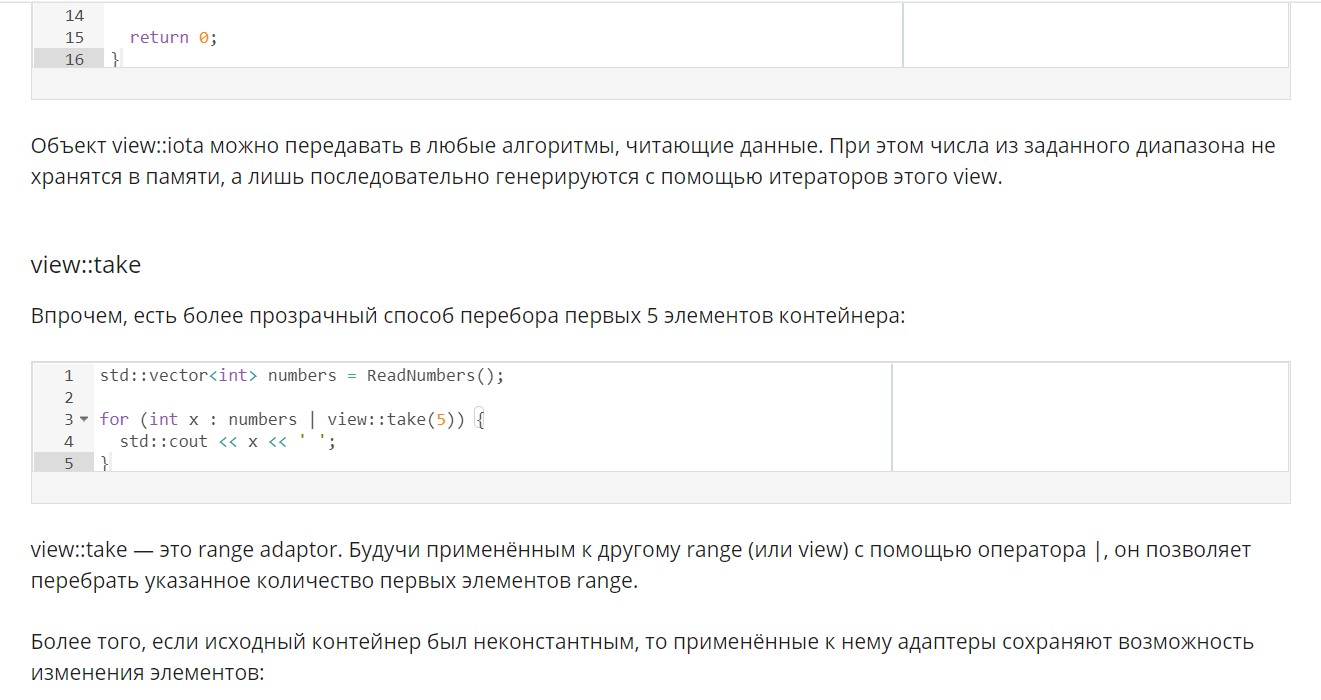 14
15 return 0;
16 }
Объект view::iota можно передавать в любые алгоритмы, читающие данные. При этом числа из заданного диапазона не
хранятся в памяти, а лишь последовательно генерируются с помощью итераторов этого view.
view::take
Впрочем, есть более прозрачный способ перебора первых 5 элементов контейнера:
1 std::vector<int> numbers = ReadNumbers();
2
3 for (int x : numbers | view::take(5)) {
4 std::cout << x << ' ';
5 }
view::take — это range adaptor. Будучи применённым к другому range (или view) с помощью оператора |, он позволяет
перебрать указанное количество первых элементов range.
Более того, если исходный контейнер был неконстантным, то применённые к нему адаптеры сохраняют возможность
изменения элементов: